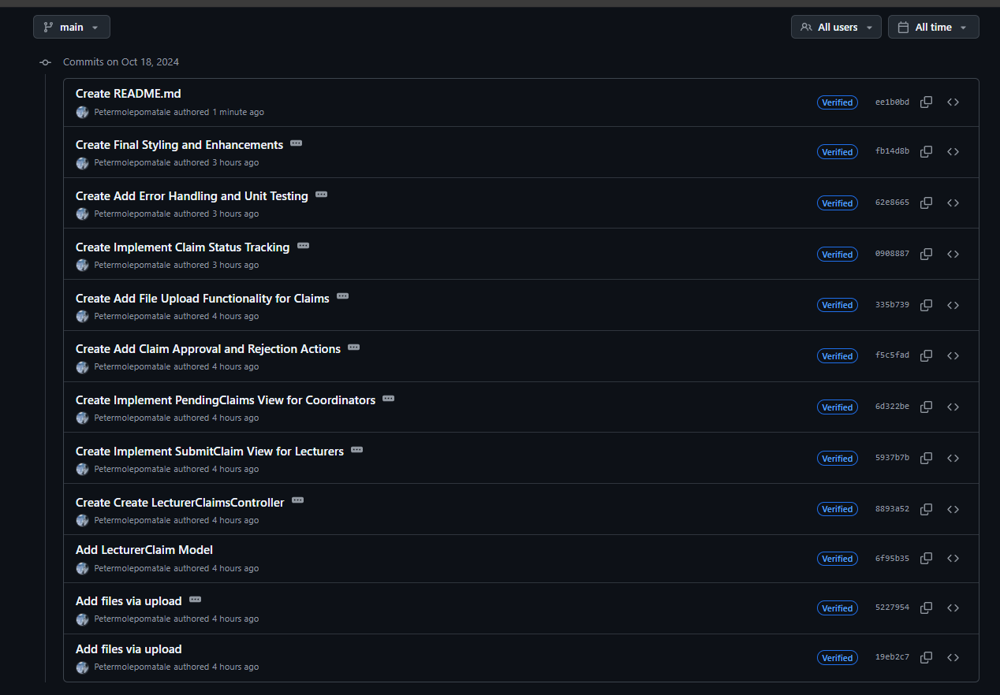 main
All users
All time
Commits on Oct 18, 2024
Create README.md
Petermolepomatale authored 1 minute ago
Verified
ee1b0bd
Create Final Styling and Enhancements
Petermolepomatale authored 3 hours ago
Verified
fb14d8b
Create Add Error Handling and Unit Testing
Petermolepomatale authored 3 hours ago
Verified
62e8665
Create Implement Claim Status Tracking
Petermolepomatale authored 3 hours ago
Verified
0908887
Create Add File Upload Functionality for Claims
Petermolepomatale authored 4 hours ago
Verified
335b739
Create Add Claim Approval and Rejection Actions
Petermolepomatale authored 4 hours ago
Verified
f5c5fad
Create Implement PendingClaims View for Coordinators
Petermolepomatale authored 4 hours ago
Verified
6d322be
Create Implement SubmitClaim View for Lecturers
Petermolepomatale authored 4 hours ago
Verified
5937b7b
Create Create LecturerClaimsController
Petermolepomatale authored 4 hours ago
Verified
8893a52
Add LecturerClaim Model
Petermolepomatale authored 4 hours ago
Verified
6f95b35
Add files via upload
Petermolepomatale authored 4 hours ago
Verified
5227954
Add files via upload
Petermolepomatale authored 4 hours ago
Verified
19eb2c7